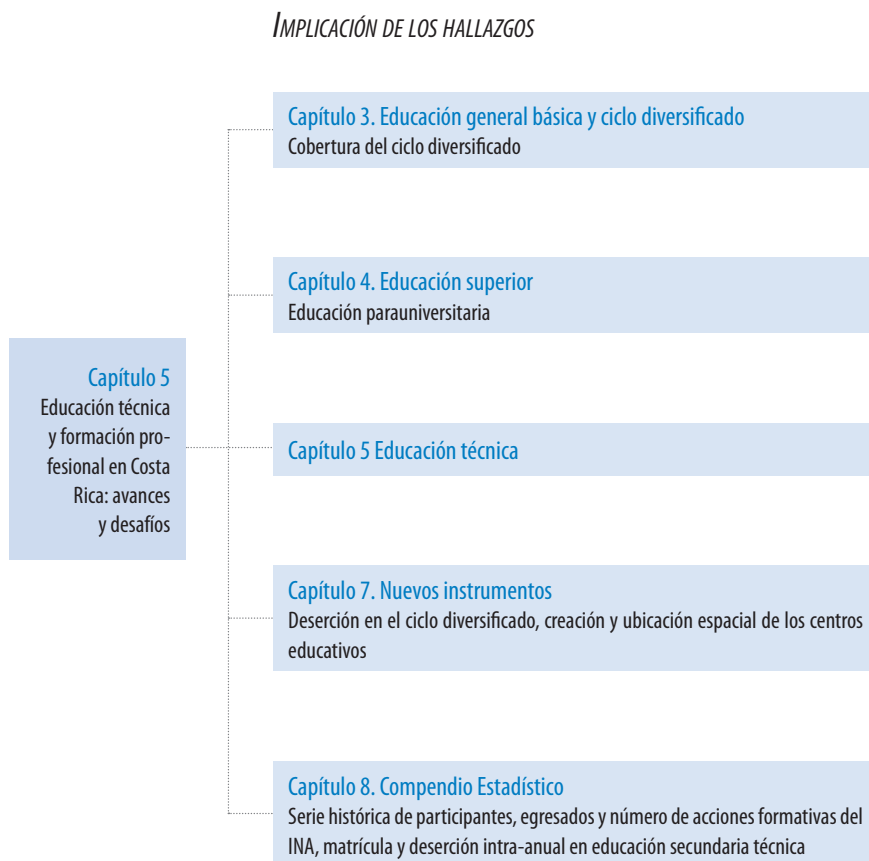 IMPLICACIÓN DE LOS HALLAZGOS
Capítulo 3. Educación general básica y ciclo diversificado
Cobertura del ciclo diversificado
Capítulo 4. Educación superior
Educación parauniversitaria
Capítulo 5
Educación técnica
y formación pro-
fesional en Costa
Rica: avances
y desafíos
Capítulo 5 Educación técnica
Capítulo 7. Nuevos instrumentos
Deserción en el ciclo diversificado, creación y ubicación espacial de los centros
educativos
Capítulo 8. Compendio Estadístico
Serie histórica de participantes, egresados y número de acciones formativas del
INA, matrícula y deserción intra-anual en educación secundaria técnica